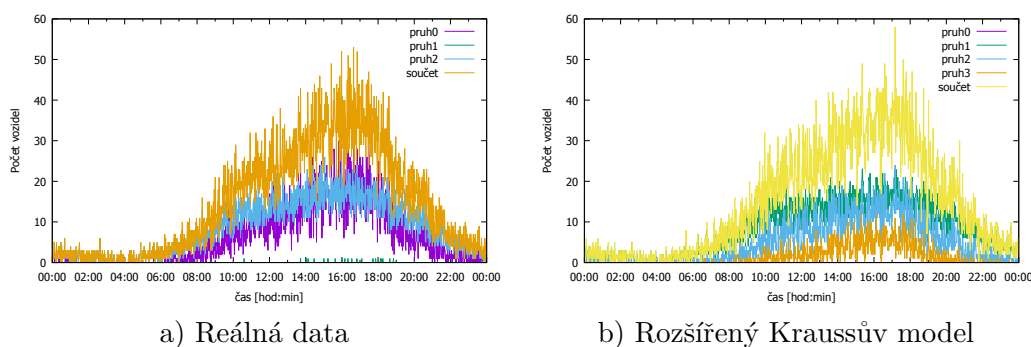 60
50
40
30
20
10
0
Počet vozidel
00:00 02:00 04:00 06:00 08:00 10:00 12:00 14:00 16:00 18:00 20:00 22:00 00:00
čas [hod:min]
pruh0
pruh1
pruh2
součet
a) Reálná data
60
50
40
30
20
10
0
Počet vozidel
00:00 02:00 04:00 06:00 08:00 10:00 12:00 14:00 16:00 18:00 20:00 22:00 00:00
čas [hod:min]
pruh0
pruh1
pruh2
pruh3
součet
b) Rozšířený Kraussův model